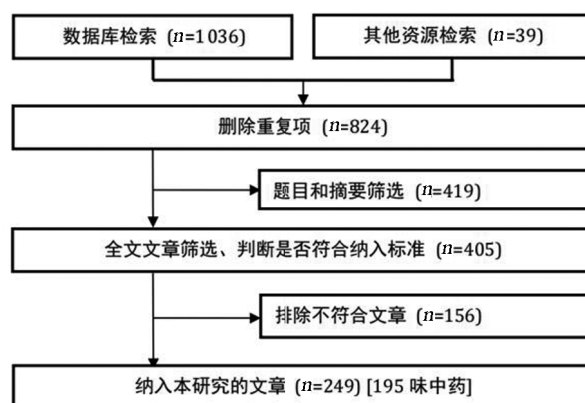 数据库检索 (n=1036)
其他资源检索 (n=39)
删除重复项 (n=824)
题目和摘要筛选 (n=419)
全文文章筛选、判断是否符合纳入标准 (n=405)
排除不符合文章 (n=156)
纳入本研究的文章 (n=249) [195 味中药]